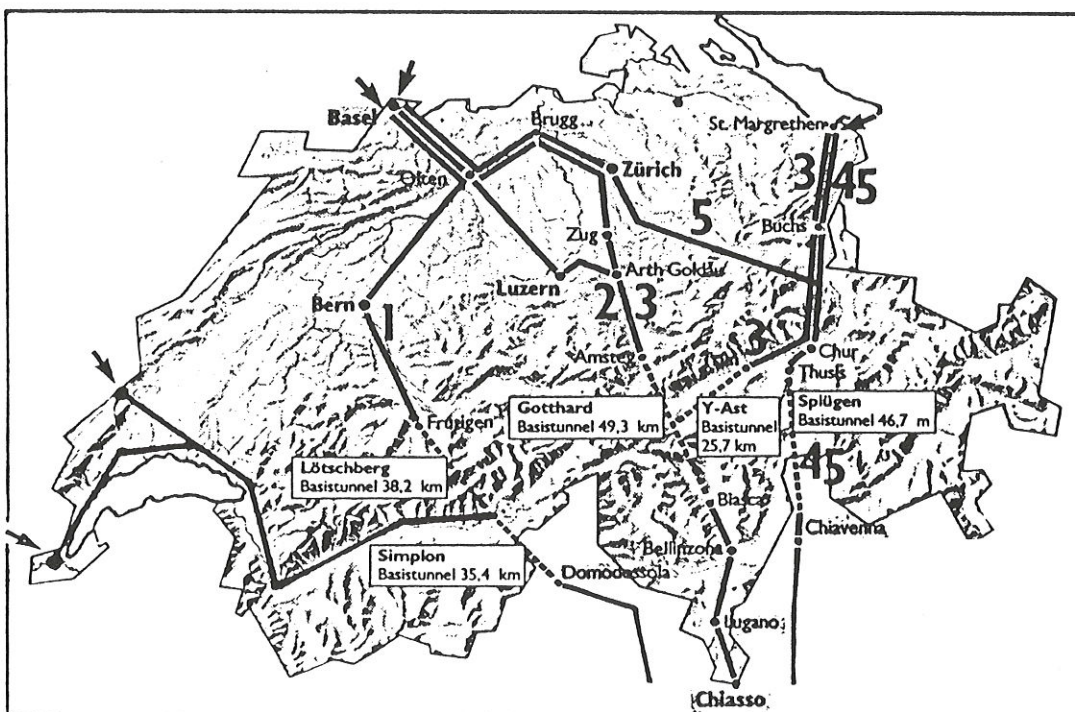 Basel
Brugg
St. Margrethen
Olten
Zürich
3
4
5
5
Buchs
Zug
Arth Goldau
Luzern
2
3
Bern
1
3
Amsteg
Chur
Thusis
Gotthard
Basistunnel 49,3 km
Y-Ast
Basistunnel
25,7 km
Splügen
Basistunnel 46,7 m
Frutigen
Lötschberg
Basistunnel 38,2 km
4
5
Biasca
Chiavenna
Bellinzona
Simplon
Basistunnel 35,4 km
Domodossola
Lugano
Chiasso